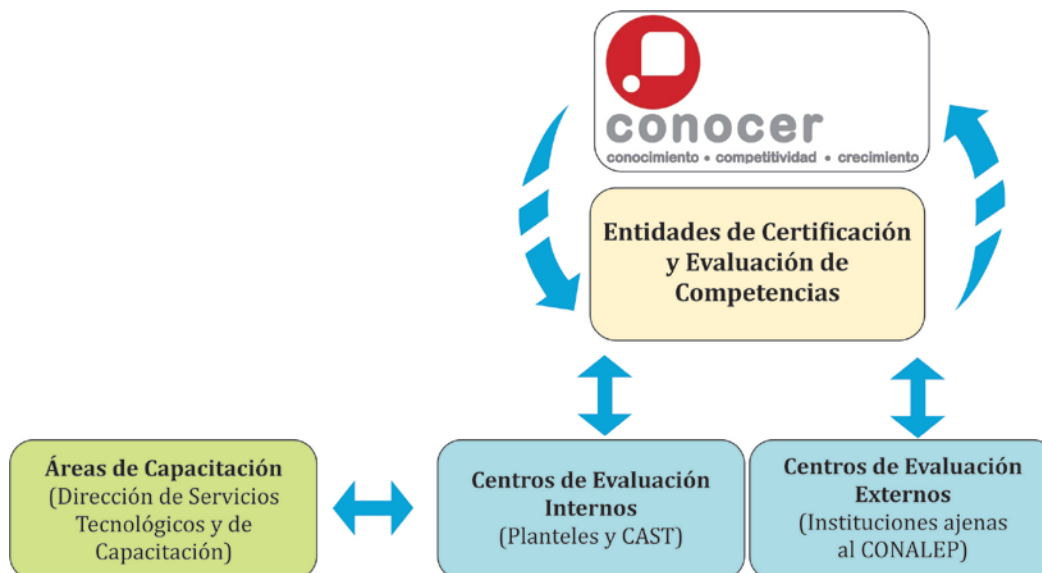 conocer
conocimiento • competitividad • crecimiento
Entidades de Certificación
y Evaluación de
Competencias
Áreas de Capacitación
(Dirección de Servicios
Tecnológicos y de
Capacitación)
Centros de Evaluación
Internos
(Planteles y CAST)
Centros de Evaluación
Externos
(Instituciones ajenas
al CONALEP)